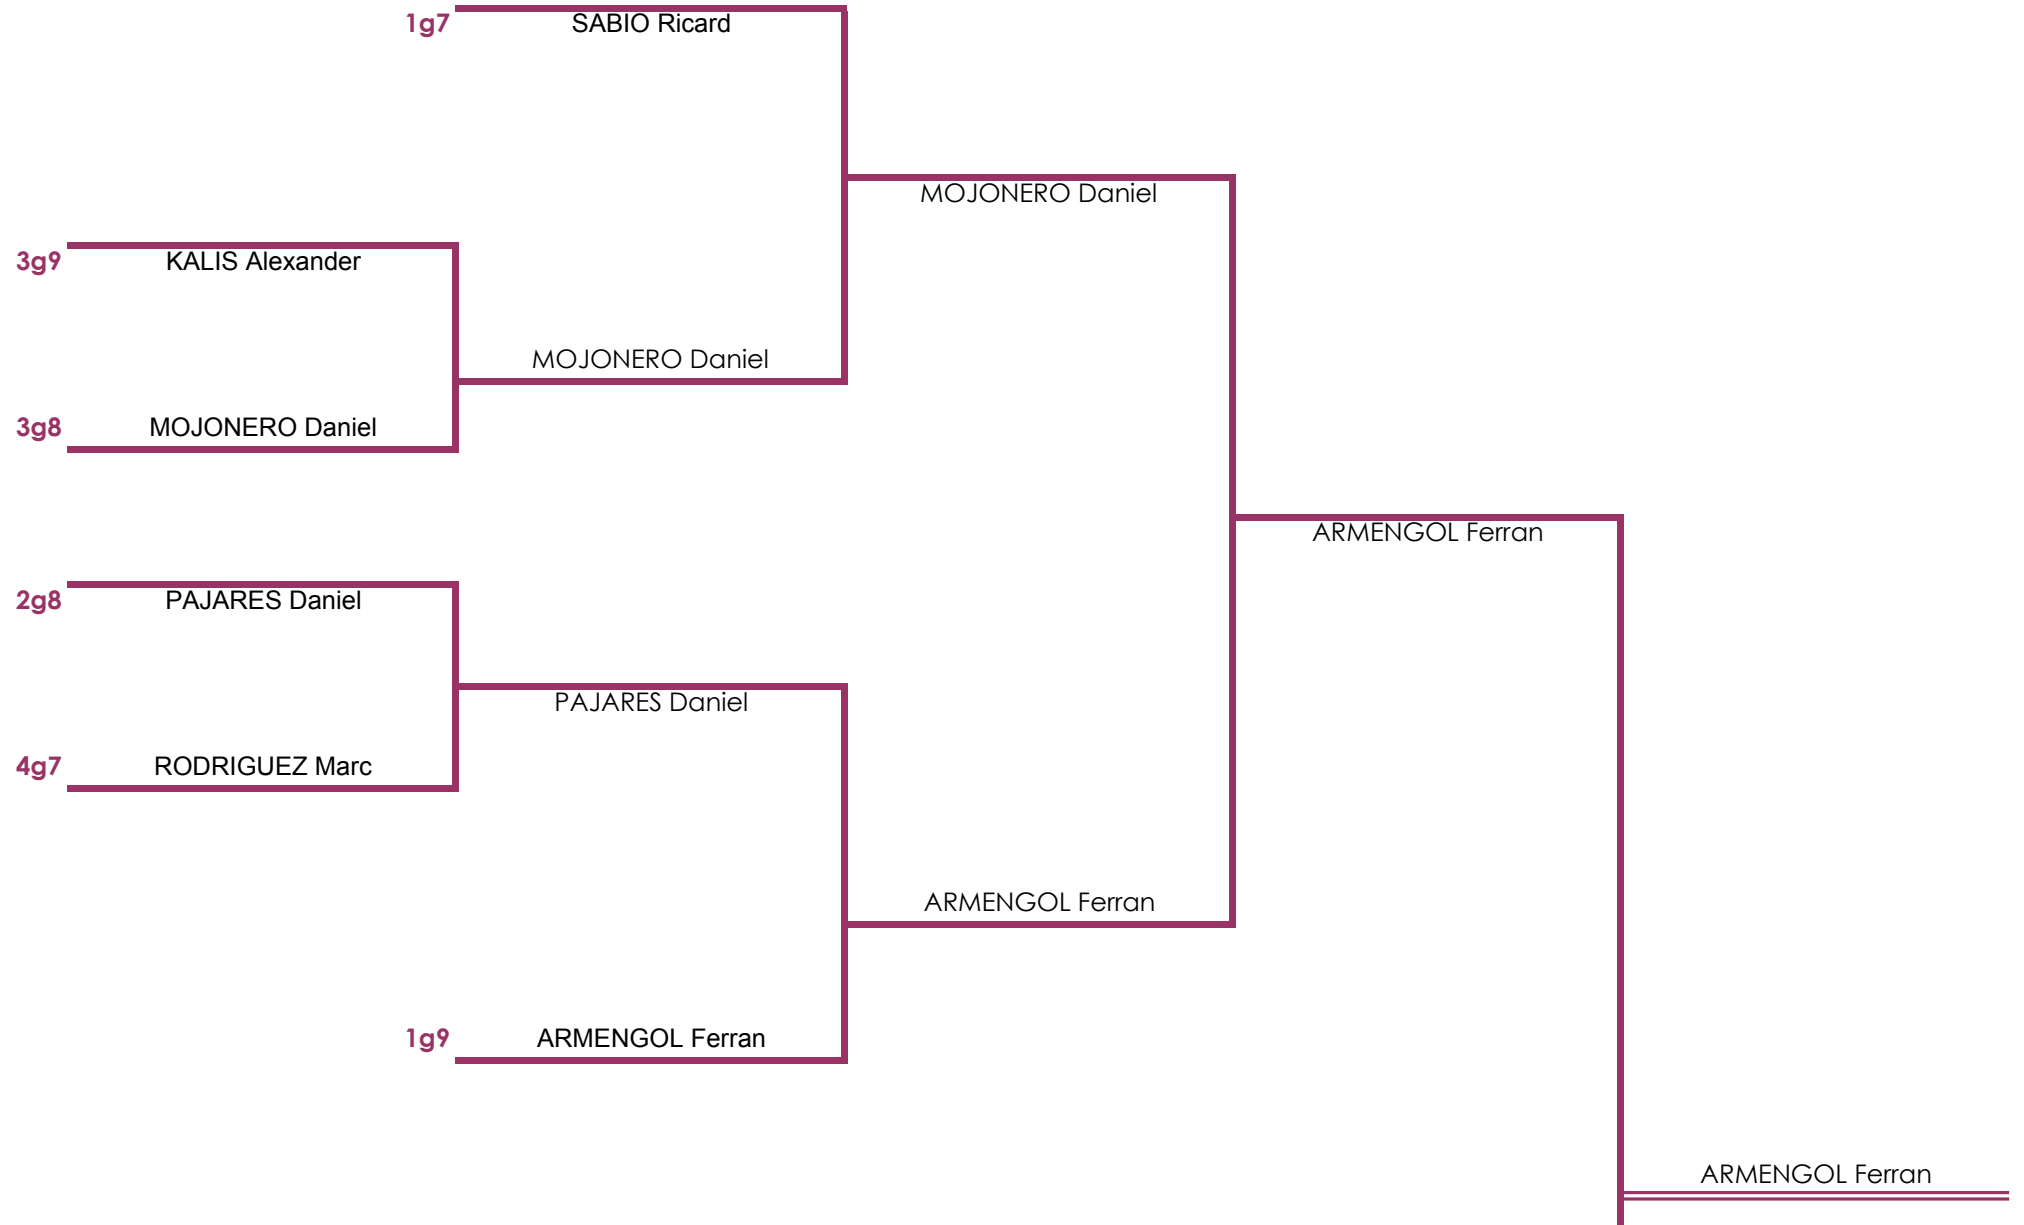 1g7 SABIO Ricard
MOJONERO Daniel
3g9 KALIS Alexander
MOJONERO Daniel
3g8 MOJONERO Daniel
ARMENGOL Ferran
2g8 PAJARES Daniel
PAJARES Daniel
4g7 RODRIGUEZ Marc
ARMENGOL Ferran
1g9 ARMENGOL Ferran
ARMENGOL Ferran